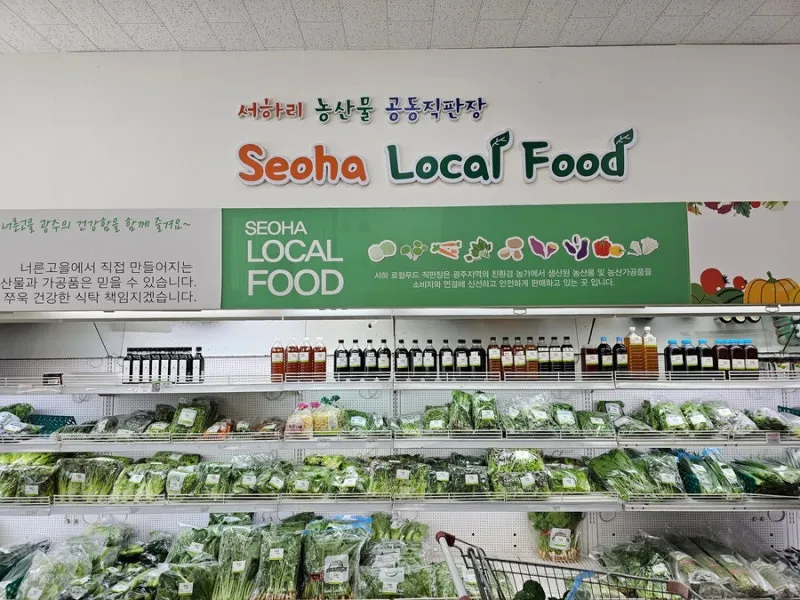 서하리 농산물 공동직판장
Seoha Local Food
너른고을 광주의 건강함을 함께 즐겨요~
너른고을에서 직접 만들어지는
산물과 가공품은 믿을 수 있습니다.
쭈욱 건강한 식탁 책임지겠습니다.
SEOHA
LOCAL
FOOD
서하 로컬푸드 직판장은 광주지역의 친환경 농가에서 생산된 농산물 및 농산가공품을
소비자와 연결해 신선하고 안전하게 판매하고 있는 곳 입니다.